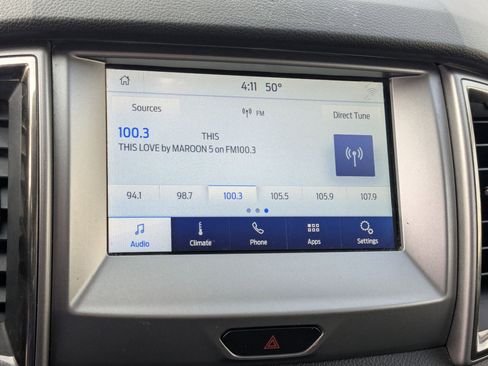 4:11 50°
Sources
FM
Direct Tune
100.3 THIS
THIS LOVE by MAROON 5 on FM100.3
94.1 98.7 100.3 105.5 105.9 107.9
Audio Climate Phone Apps Settings